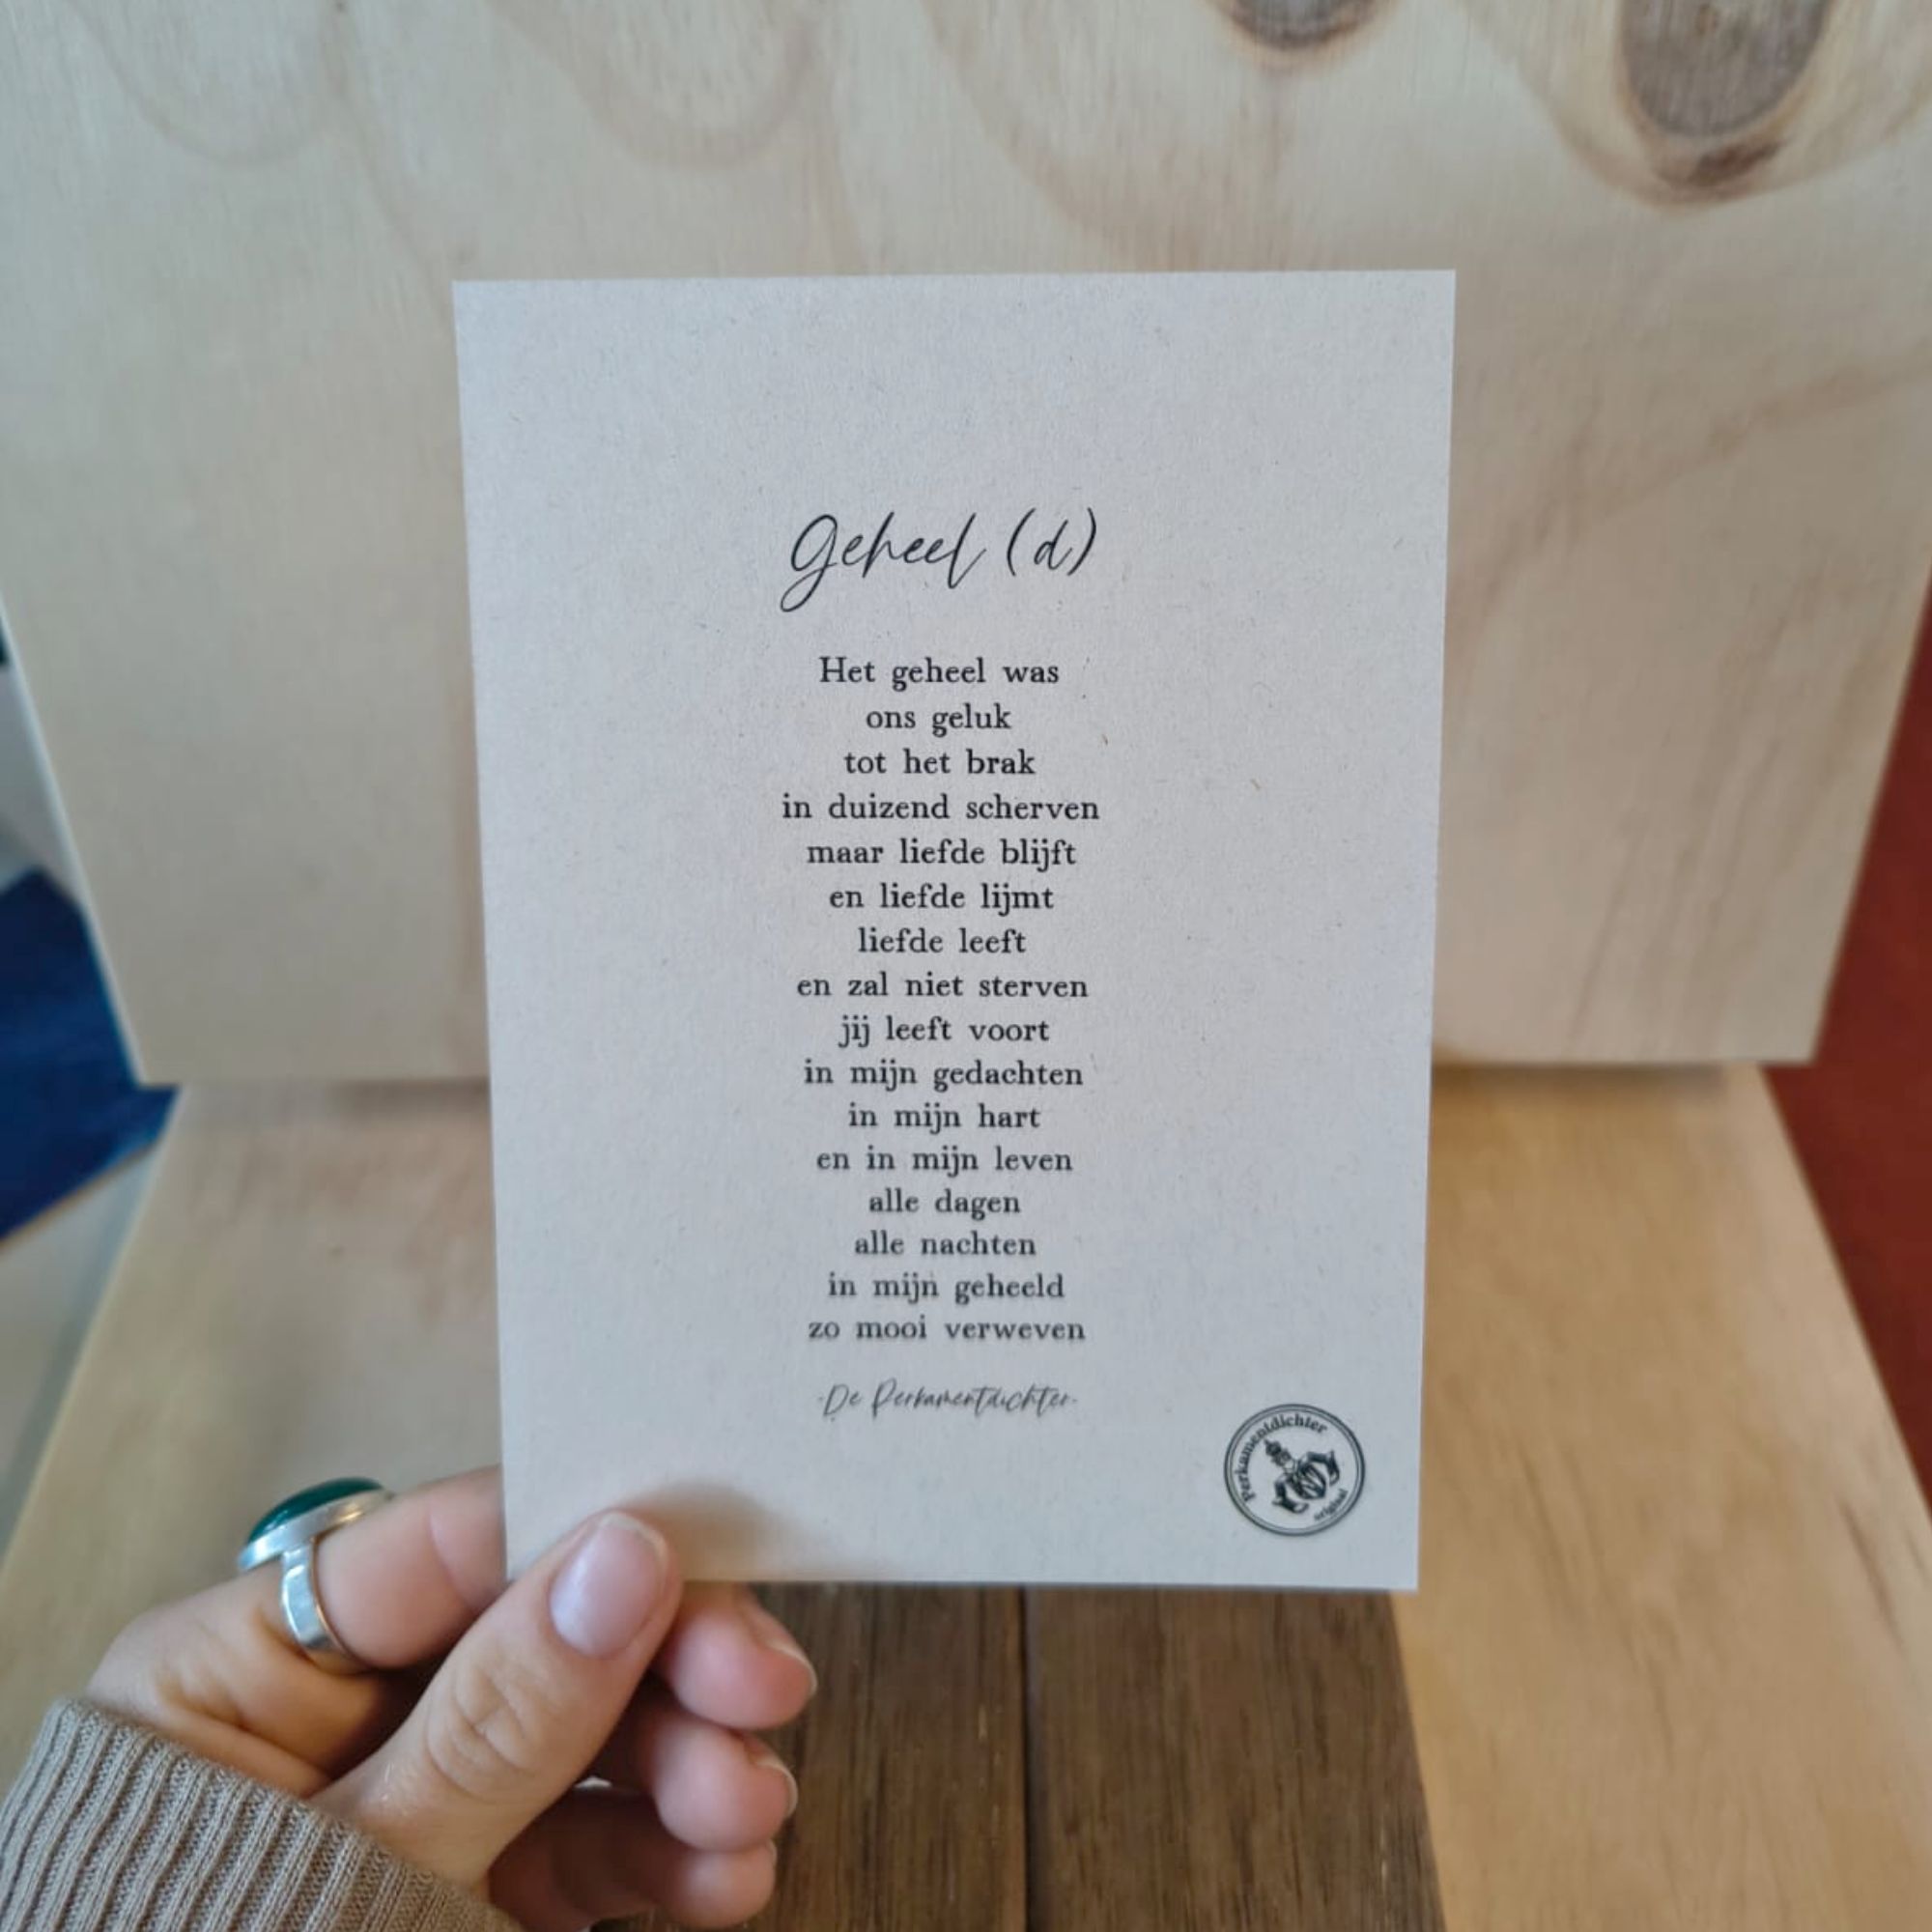 Geheel (d)
Het geheel was
ons geluk
tot het brak
in duizend scherven
maar liefde blijft
en liefde lijmt
liefde leeft
en zal niet sterven
jij leeft voort
in mijn gedachten
in mijn hart
en in mijn leven
alle dagen
alle nachten
in mijn geheeld
zo mooi verweven
-De Perkamentdichter-
Perkamentdichter
original